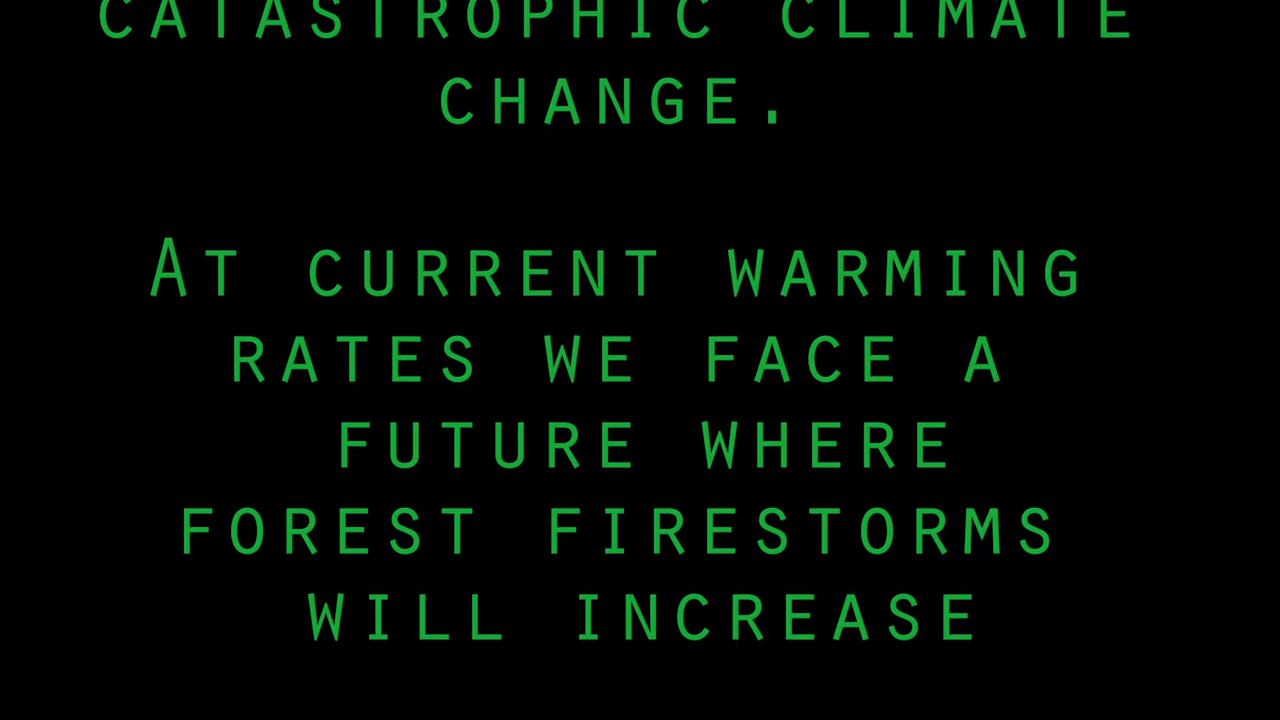 CATASTROPHIC CLIMATE
CHANGE.
AT CURRENT WARMING
RATES WE FACE A
FUTURE WHERE
FOREST FIRESTORMS
WILL INCREASE